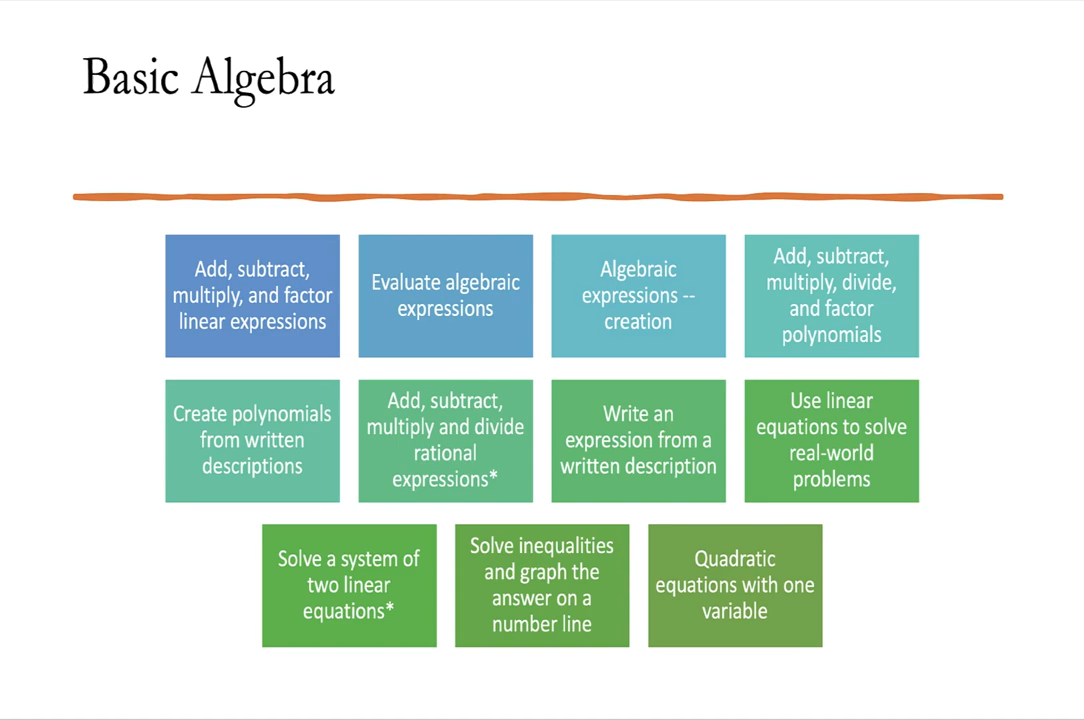 Basic Algebra
Add, subtract,
multiply, and factor
linear expressions
Evaluate algebraic
expressions
Algebraic
expressions --
creation
Add, subtract,
multiply, divide,
and factor
polynomials
Create polynomials
from written
descriptions
Add, subtract,
multiply and divide
rational
expressions*
Write an
expression from a
written description
Use linear
equations to solve
real-world
problems
Solve a system of
two linear
equations*
Solve inequalities
and graph the
answer on a
number line
Quadratic
equations with one
variable